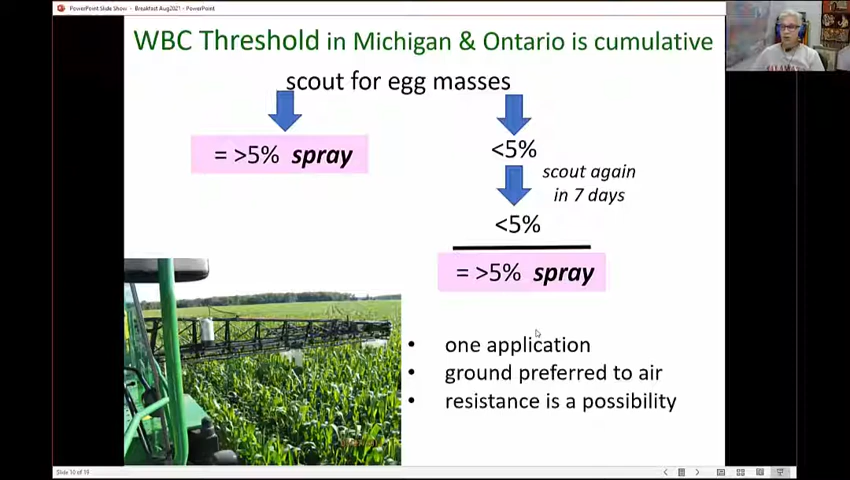 PowerPoint Slide Show - Breakfast Aug2021 - PowerPoint
WBC Threshold in Michigan & Ontario is cumulative
scout for egg masses
= >5% spray
<5%
scout again
in 7 days
<5%
= >5% spray
• one application
• ground preferred to air
• resistance is a possibility
Slide 10 of 19